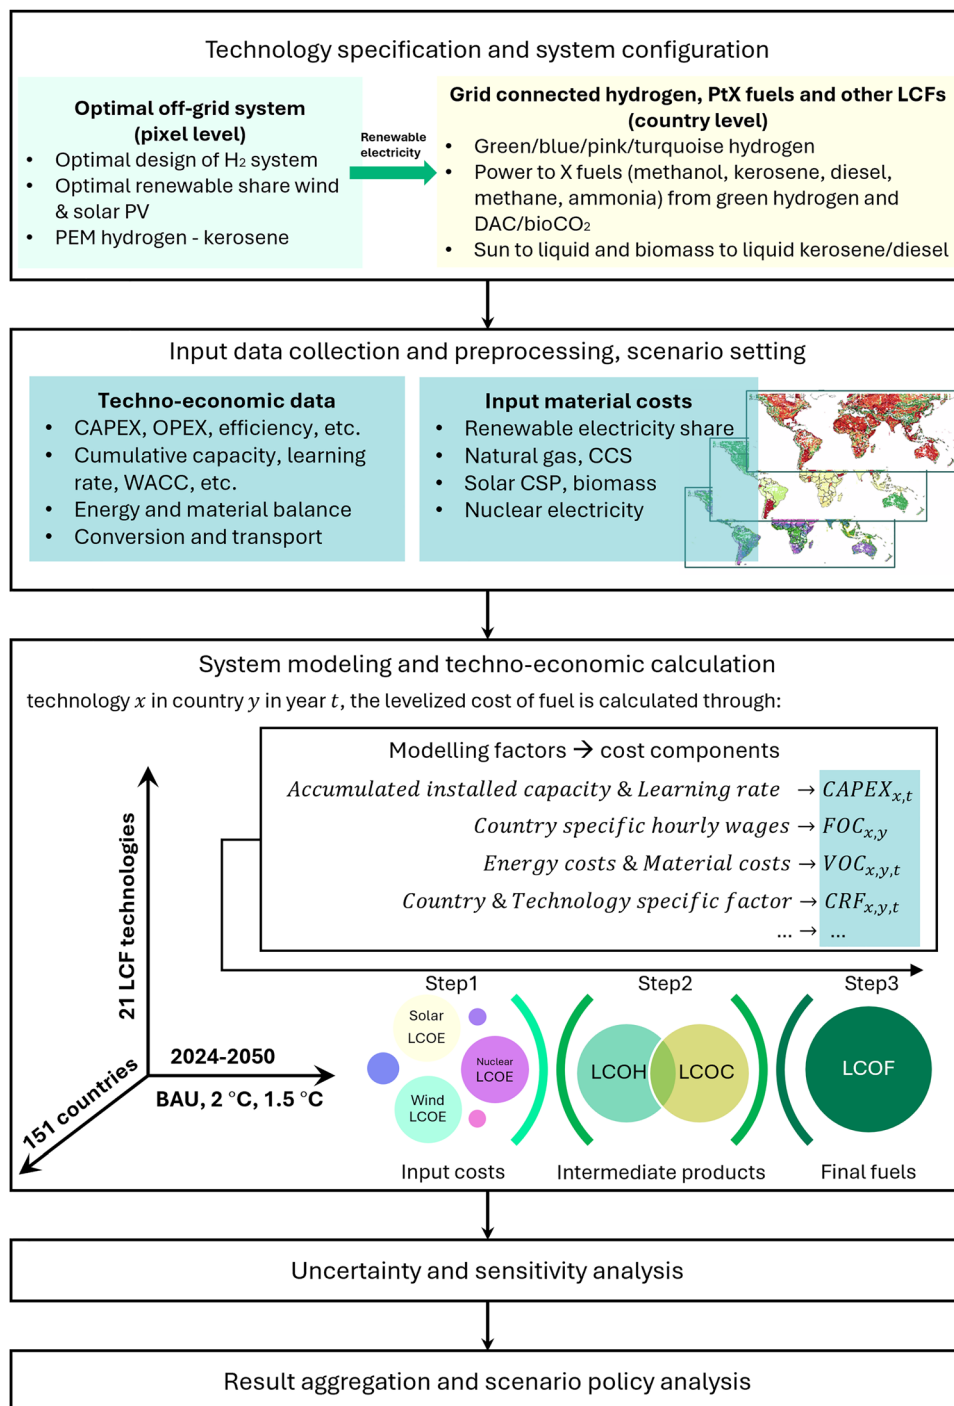 Technology specification and system configuration
Optimal off-grid system
(pixel level)
• Optimal design of H₂ system
• Optimal renewable share wind
& solar PV
• PEM hydrogen - kerosene
Renewable
electricity
Grid connected hydrogen, PtX fuels and other LCFs
(country level)
• Green/blue/pink/turquoise hydrogen
• Power to X fuels (methanol, kerosene, diesel,
methane, ammonia) from green hydrogen and
DAC/bioCO₂
• Sun to liquid and biomass to liquid kerosene/diesel
Input data collection and preprocessing, scenario setting
Techno-economic data
• CAPEX, OPEX, efficiency, etc.
• Cumulative capacity, learning
rate, WACC, etc.
• Energy and material balance
• Conversion and transport
Input material costs
• Renewable electricity share
• Natural gas, CCS
• Solar CSP, biomass
• Nuclear electricity
System modeling and techno-economic calculation
technology x in country y in year t, the levelized cost of fuel is calculated through:
Modelling factors → cost components
Accumulated installed capacity & Learning rate → CAPEXₓ,ₜ
Country specific hourly wages → FOC_{x,y}
Energy costs & Material costs → VOC_{x,y,t}
Country & Technology specific factor → CRF_{x,y,t}
... → ...
21 LCF technologies
151 countries
2024-2050
BAU, 2 °C, 1.5 °C
Step1
Solar
LCOE
Nuclear
LCOE
Wind
LCOE
Input costs
Step2
LCOH
LCOC
Intermediate products
Step3
LCOF
Final fuels
Uncertainty and sensitivity analysis
Result aggregation and scenario policy analysis